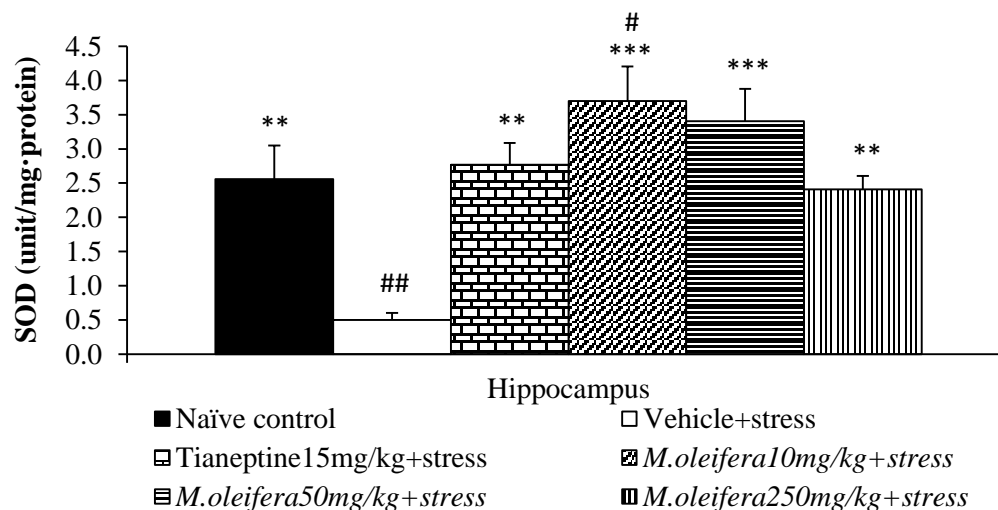 #
*** ***
** ** **
##
SOD (unit/mg·protein)
4.5
4.0
3.5
3.0
2.5
2.0
1.5
1.0
0.5
0.0
Hippocampus
Naïve control
Vehicle+stress
Tianeptine15mg/kg+stress
M.oleifera10mg/kg+stress
M.oleifera50mg/kg+stress
M.oleifera250mg/kg+stress